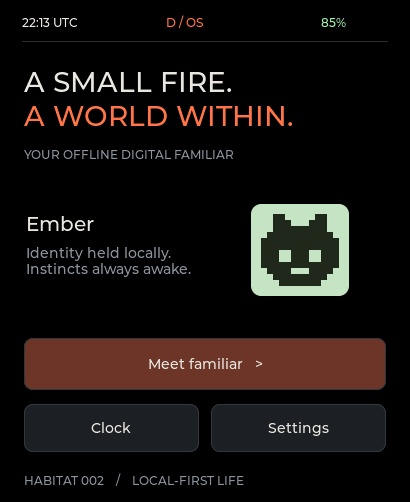 22:13 UTC D / OS 85%
A SMALL FIRE.
A WORLD WITHIN.
YOUR OFFLINE DIGITAL FAMILIAR
Ember
Identity held locally.
Instincts always awake.
Meet familiar >
Clock Settings
HABITAT 002 / LOCAL-FIRST LIFE